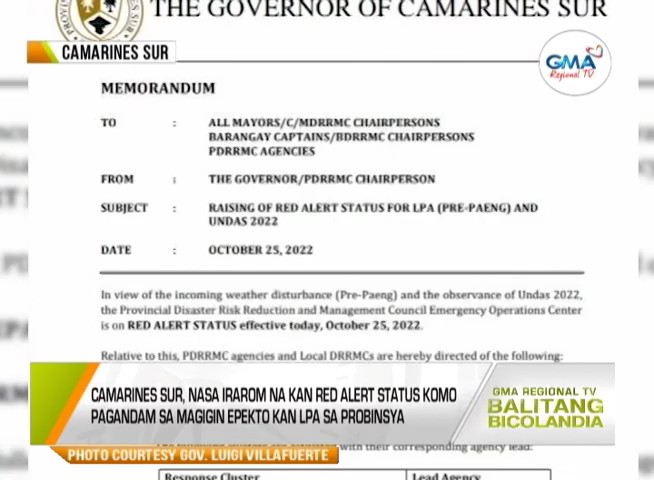 THE GOVERNOR OF CAMARINES SUR
CAMARINES SUR
GMA
Regional TV
MEMORANDUM
TO : ALL MAYORS/C/MDRRMC CHAIRPERSONS
BARANGAY CAPTAINS/BDRRMC CHAIRPERSONS
PDRRMC AGENCIES
FROM : THE GOVERNOR/PDRRMC CHAIRPERSON
SUBJECT : RAISING OF RED ALERT STATUS FOR LPA (PRE-PAENG) AND
UNDAS 2022
DATE : OCTOBER 25, 2022
In view of the incoming weather disturbance (Pre-Paeng) and the observance of Undas 2022,
the Provincial Disaster Risk Reduction and Management Council Emergency Operations Center
is on RED ALERT STATUS effective today, October 25, 2022.
Relative to this, PDRRMC agencies and Local DRRMCs are hereby directed of the following:
CAMARINES SUR, NASA IRAROM NA KAN RED ALERT STATUS KOMO
PAGANDAM SA MAGIGIN EPEKTO KAN LPA SA PROBINSYA
GMA REGIONAL TV
BALITANG
BICOLANDIA
with their corresponding agency lead:
PHOTO COURTESY GOV. LUIGI VILLAFUERTE
Response Cluster Lead Agency